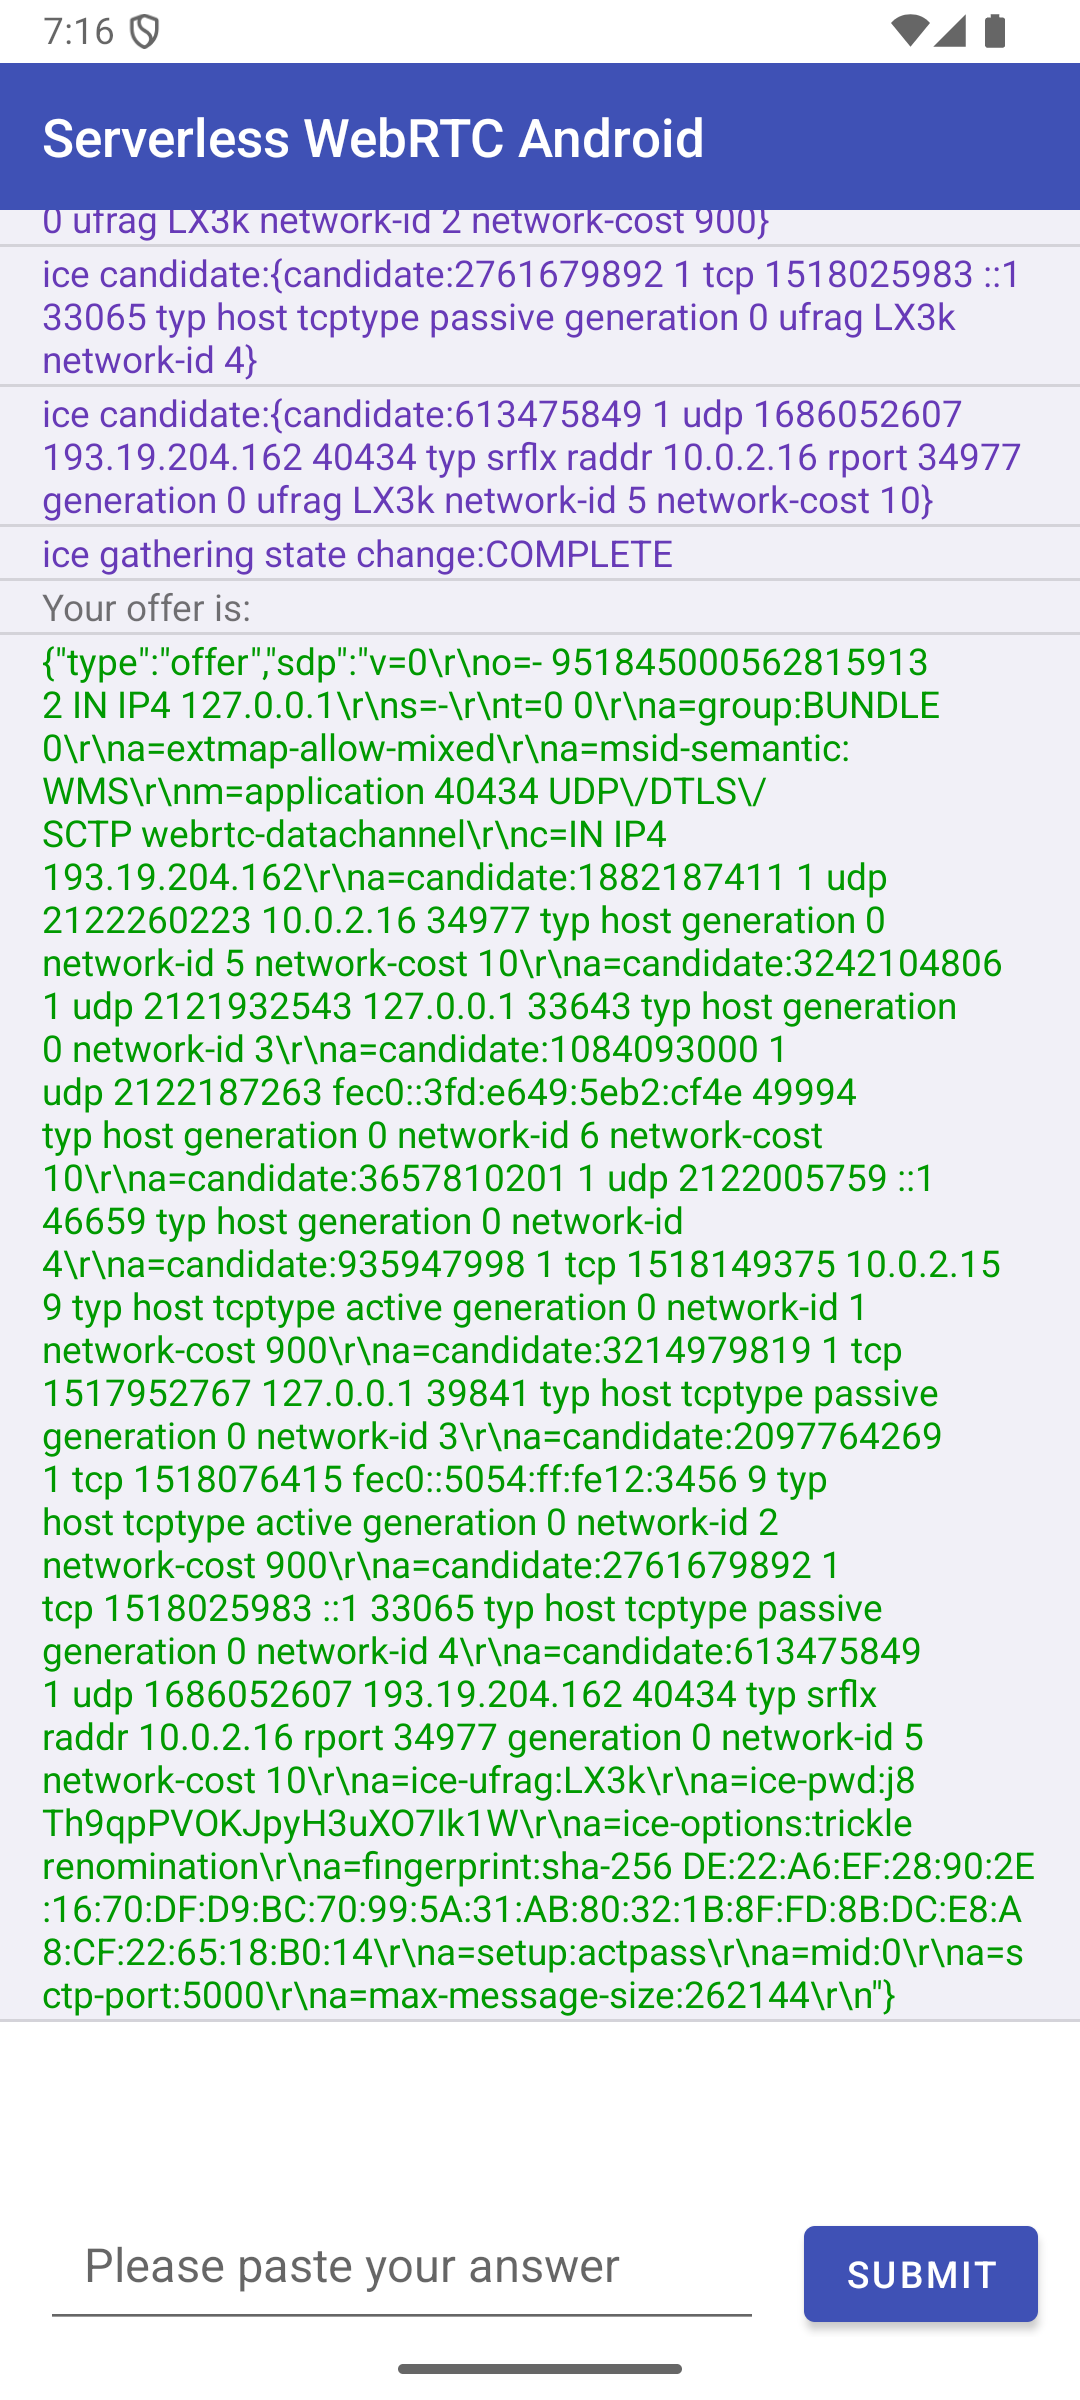 7:16
Serverless WebRTC Android
0 ufrag LX3k network-id 2 network-cost 900}
ice candidate:{candidate:2761679892 1 tcp 1518025983 ::1
33065 typ host tcptype passive generation 0 ufrag LX3k
network-id 4}
ice candidate:{candidate:613475849 1 udp 1686052607
193.19.204.162 40434 typ srflx raddr 10.0.2.16 rport 34977
generation 0 ufrag LX3k network-id 5 network-cost 10}
ice gathering state change:COMPLETE
Your offer is:
{"type":"offer","sdp":"v=0\r\no=- 951845000562815913
2 IN IP4 127.0.0.1\r\ns=-\r\nt=0 0\r\na=group:BUNDLE
0\r\na=extmap-allow-mixed\r\na=msid-semantic:
WMS\r\nm=application 40434 UDP\/DTLS\/
SCTP webrtc-datachannel\r\nc=IN IP4
193.19.204.162\r\na=candidate:1882187411 1 udp
2122260223 10.0.2.16 34977 typ host generation 0
network-id 5 network-cost 10\r\na=candidate:3242104806
1 udp 2121932543 127.0.0.1 33643 typ host generation
0 network-id 3\r\na=candidate:1084093000 1
udp 2122187263 fec0::3fd:e649:5eb2:cf4e 49994
typ host generation 0 network-id 6 network-cost
10\r\na=candidate:3657810201 1 udp 2122005759 ::1
46659 typ host generation 0 network-id
4\r\na=candidate:935947998 1 tcp 1518149375 10.0.2.15
9 typ host tcptype active generation 0 network-id 1
network-cost 900\r\na=candidate:3214979819 1 tcp
1517952767 127.0.0.1 39841 typ host tcptype passive
generation 0 network-id 3\r\na=candidate:2097764269
1 tcp 1518076415 fec0::5054:ff:fe12:3456 9 typ
host tcptype active generation 0 network-id 2
network-cost 900\r\na=candidate:2761679892 1
tcp 1518025983 ::1 33065 typ host tcptype passive
generation 0 network-id 4\r\na=candidate:613475849
1 udp 1686052607 193.19.204.162 40434 typ srflx
raddr 10.0.2.16 rport 34977 generation 0 network-id 5
network-cost 10\r\na=ice-ufrag:LX3k\r\na=ice-pwd:j8
Th9qpPVOKJpyH3uXO7Ik1W\r\na=ice-options:trickle
renomination\r\na=fingerprint:sha-256 DE:22:A6:EF:28:90:2E
:16:70:DF:D9:BC:70:99:5A:31:AB:80:32:1B:8F:FD:8B:DC:E8:A
8:CF:22:65:18:B0:14\r\na=setup:actpass\r\na=mid:0\r\na=s
ctp-port:5000\r\na=max-message-size:262144\r\n"}
Please paste your answer
SUBMIT